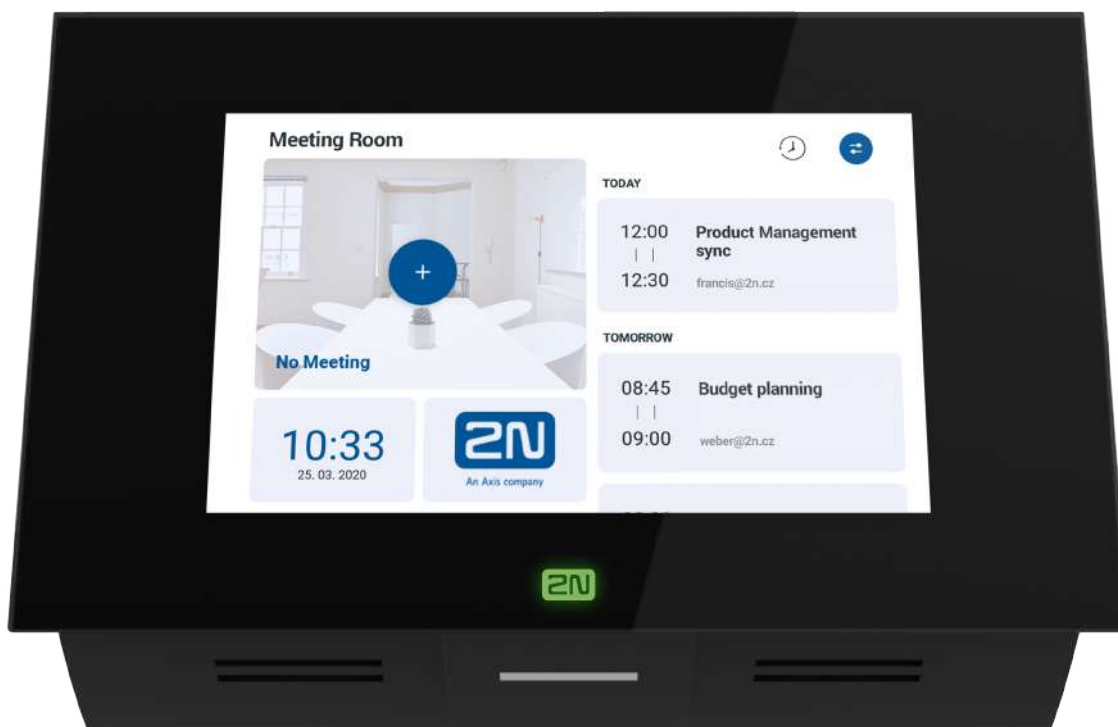 Meeting Room
No Meeting
10:33
25. 03. 2020
2N
An Axis company
TODAY
12:00
12:30
Product Management
sync
francis@2n.cz
TOMORROW
08:45
09:00
Budget planning
weber@2n.cz
2N